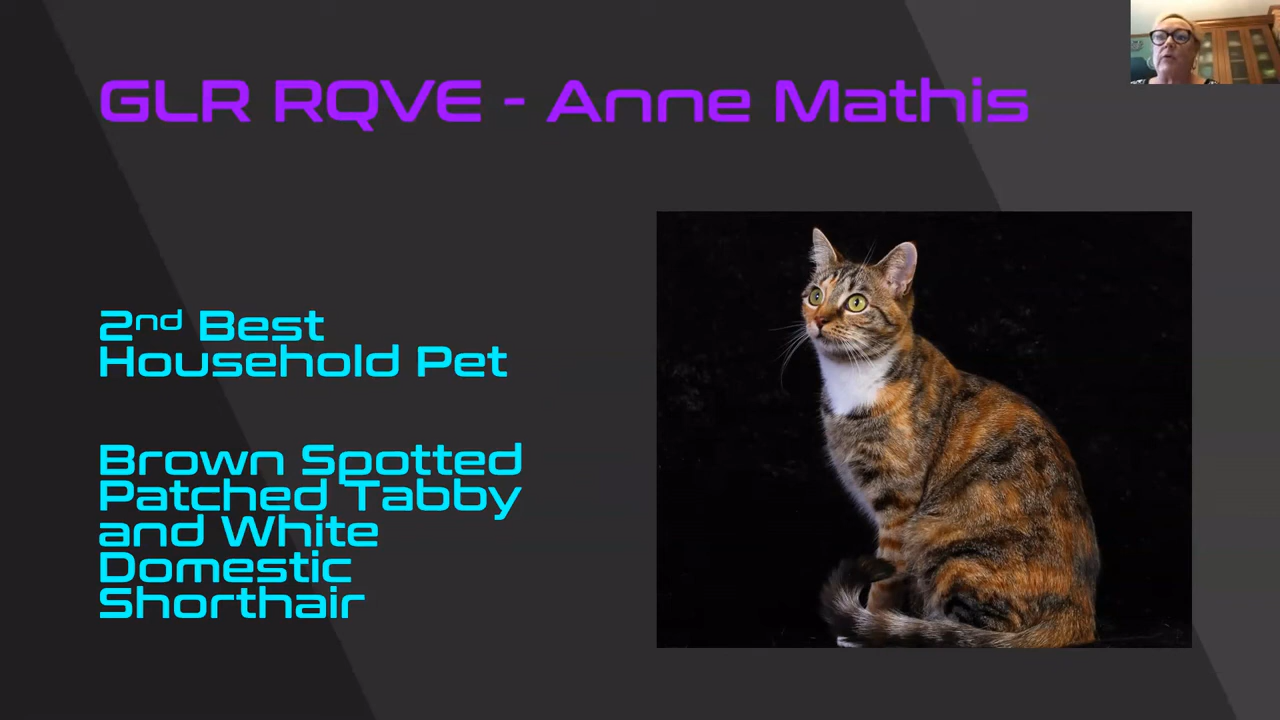 GLR RQVE - Anne Mathis
2nd Best
Household Pet
Brown Spotted
Patched Tabby
and White
Domestic
Shorthair